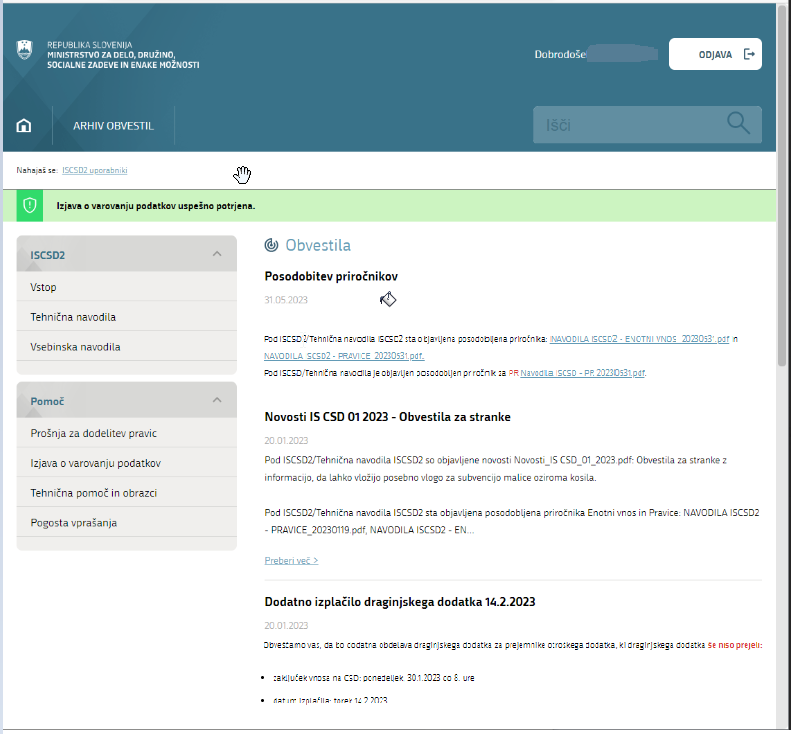 REPUBLIKA SLOVENIJA
MINISTRSTVO ZA DELO, DRUŽINO,
SOCIALNE ZADEVE IN ENAKE MOŽNOSTI
Dobrodoše
ODJAVA
ARHIV OBVESTIL
Išči
Nahajaš se: ISCSD2 uporabniki
Izjava o varovanju podatkov uspešno potrjena.
ISCSD2
Vstop
Tehnična navodila
Vsebinska navodila
Pomoč
Prošnja za dodelitev pravic
Izjava o varovanju podatkov
Tehnična pomoč in obrazci
Pogosta vprašanja
Obvestila
Posodobitev priročnikov
31.05.2023
Pod ISCSD2/Tehnična navodila ISCSD2 sta objavljena posodobljena priročnika: NAVODILA ISCSD2 - ENOTNI VNOS_20230531.pdf in
NAVODILA ISCSD2 - PRAVICE_20230531.pdf.
Pod ISCSD/Tehnična navodila je objavljen posodobljen priročnik za PR Navodila ISCSD - PR 20230531.pdf.
Novosti IS CSD 01 2023 - Obvestila za stranke
20.01.2023
Pod ISCSD2/Tehnična navodila ISCSD2 so objavljene novosti Novosti_IS CSD_01_2023.pdf: Obvestila za stranke z
informacijo, da lahko vložijo posebno vlogo za subvencijo malice oziroma kosila.
Pod ISCSD2/Tehnična navodila ISCSD2 sta objavljena posodobljena priročnika Enotni vnos in Pravice: NAVODILA ISCSD2
- PRAVICE_20230119.pdf, NAVODILA ISCSD2 - EN...
Preberi več >
Dodatno izplačilo draginjskega dodatka 14.2.2023
20.01.2023
Obveščamo vas, da bo dodatna obdelava draginjskega dodatka za prejemnike otroškega dodatka, ki draginjskega dodatka še niso prejeli:
zaključek vnosa na CSD: ponedeljek 30.1.2023 do 8. ure
datum izplačila: torek 14.2.2023